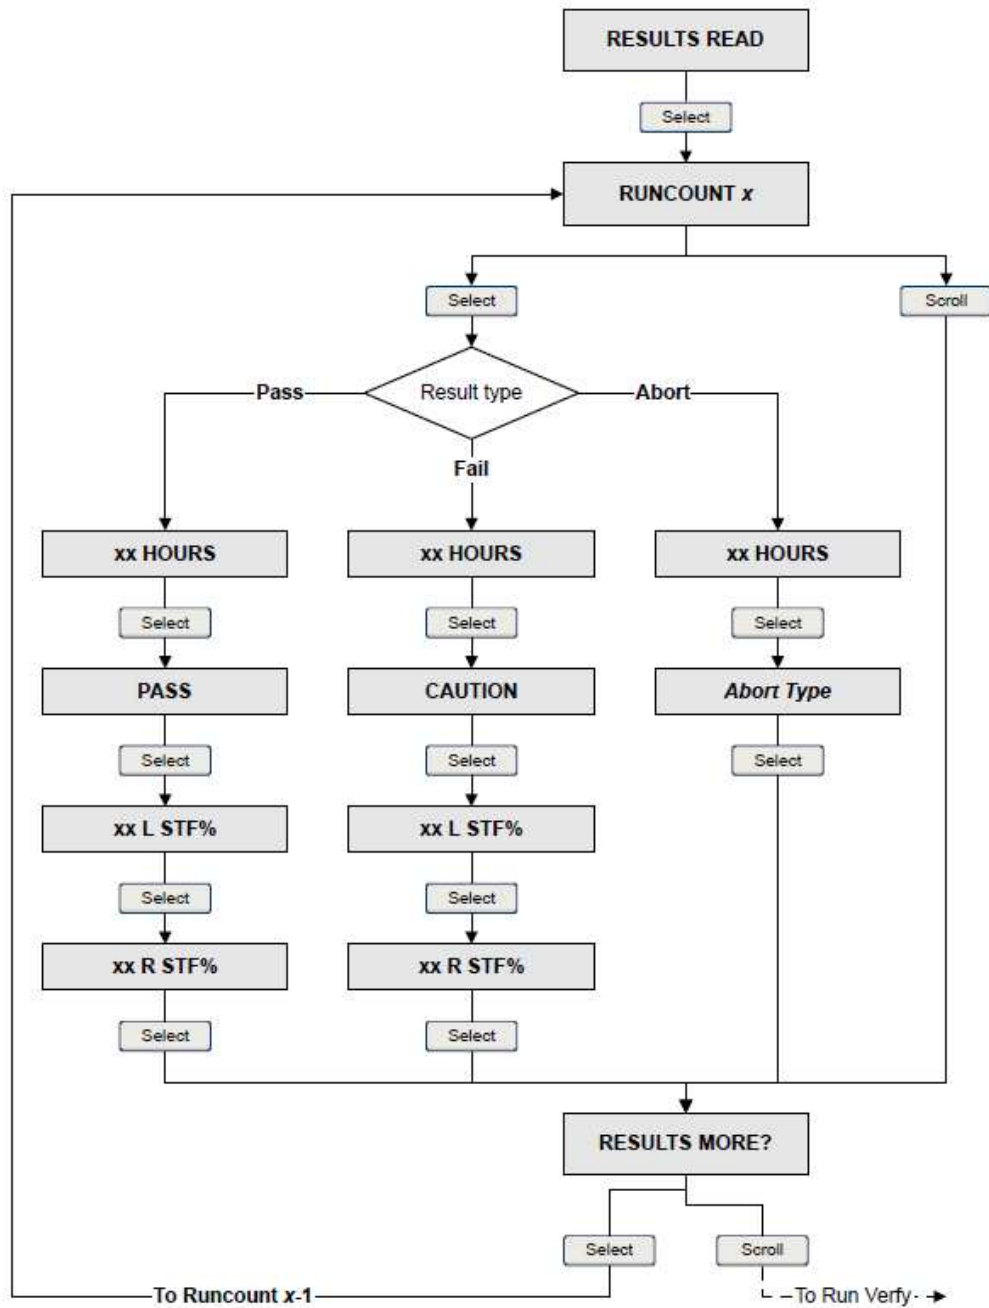 RESULTS READ
Select
RUNCOUNT x
Select
Scroll
Pass
Result type
Abort
Fail
xx HOURS
xx HOURS
xx HOURS
Select
Select
Select
PASS
CAUTION
Abort Type
Select
Select
Select
xx L STF%
xx L STF%
Select
Select
xx R STF%
xx R STF%
Select
Select
RESULTS MORE?
Select
Scroll
To Runcount x-1
To Run Verfy